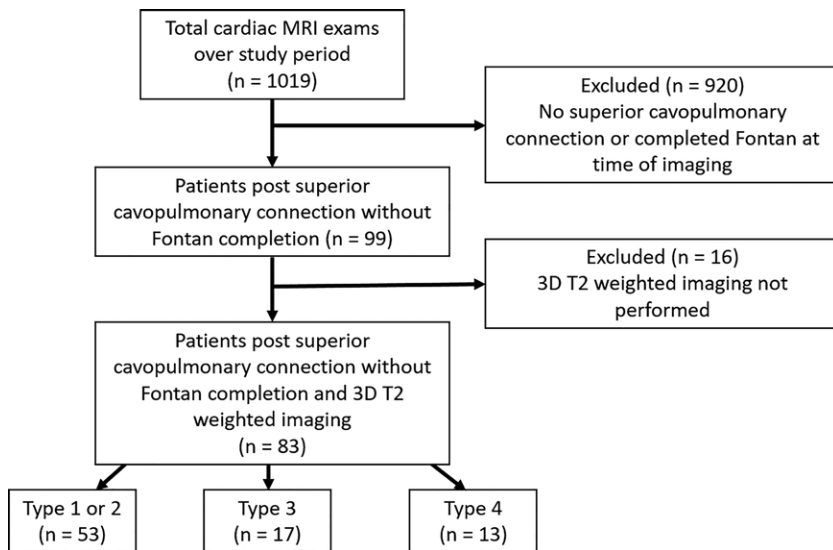 Total cardiac MRI exams
over study period
(n = 1019)
Excluded (n = 920)
No superior cavopulmonary
connection or completed Fontan at
time of imaging
Patients post superior
cavopulmonary connection without
Fontan completion (n = 99)
Excluded (n = 16)
3D T2 weighted imaging not
performed
Patients post superior
cavopulmonary connection without
Fontan completion and 3D T2
weighted imaging
(n = 83)
Type 1 or 2
(n = 53)
Type 3
(n = 17)
Type 4
(n = 13)